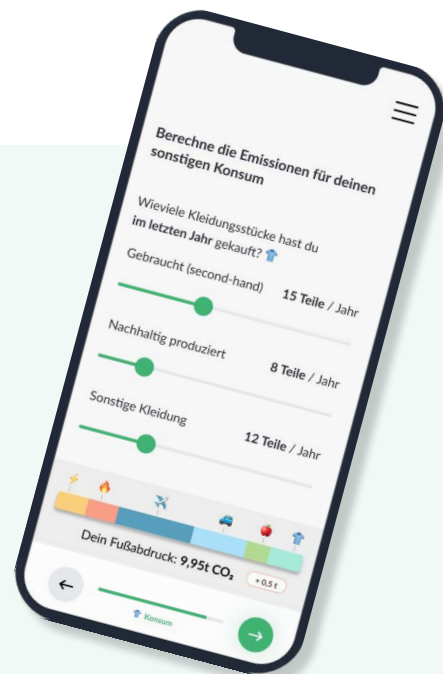 Berechne die Emissionen für deinen
sonstigen Konsum
Wieviele Kleidungsstücke hast du
im letzten Jahr gekauft? 👕
Gebraucht (second-hand) 15 Teile / Jahr
Nachhaltig produziert 8 Teile / Jahr
Sonstige Kleidung 12 Teile / Jahr
Dein Fußabdruck: 9,95t CO₂ + 0,5 t
👕 Konsum